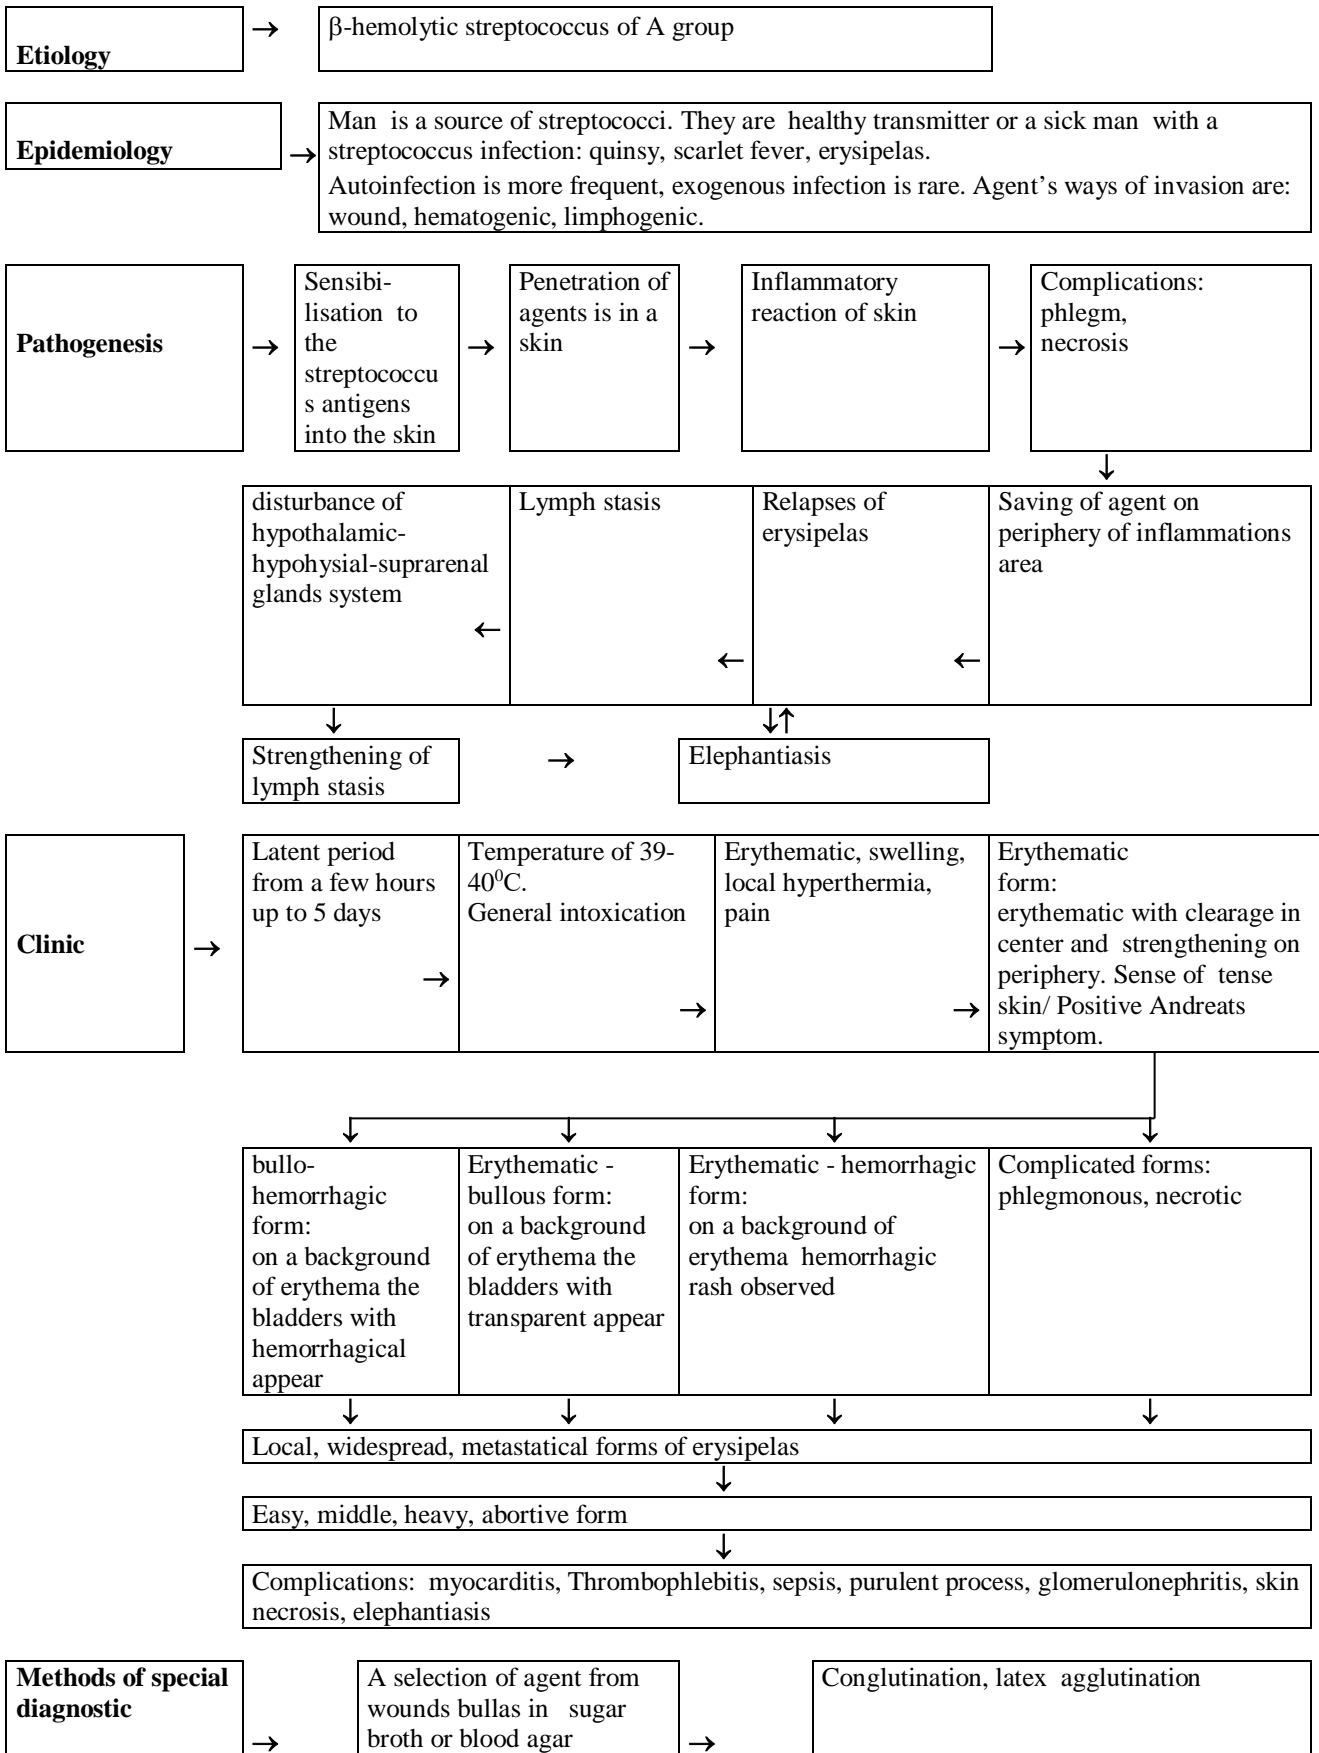 Etiology
→
β-hemolytic streptococcus of A group
Epidemiology
→
Man is a source of streptococci. They are healthy transmitter or a sick man with a
streptococcus infection: quinsy, scarlet fever, erysipelas.
Autoinfection is more frequent, exogenous infection is rare. Agent's ways of invasion are:
wound, hematogenic, limphogenic.
Pathogenesis
→
Sensibi-
lisation to
the
streptococcu
s antigens
into the skin
→
Penetration of
agents is in a
skin
→
Inflammatory
reaction of skin
→
Complications:
phlegm,
necrosis
↓
disturbance of
hypothalamic-
hypohysial-suprarenal
glands system
←
Lymph stasis
←
Relapses of
erysipelas
←
Saving of agent on
periphery of inflammations
area
↓
↓↑
Strengthening of
lymph stasis
→
Elephantiasis
Clinic
→
Latent period
from a few hours
up to 5 days
→
Temperature of 39-
40⁰C.
General intoxication
→
Erythematic, swelling,
local hyperthermia,
pain
→
Erythematic
form:
erythematic with clearage in
center and strengthening on
periphery. Sense of tense
skin/ Positive Andreats
symptom.
↓ ↓ ↓ ↓
bullo-
hemorrhagic
form:
on a background
of erythema the
bladders with
hemorrhagical
appear
Erythematic -
bullous form:
on a background
of erythema the
bladders with
transparent appear
Erythematic - hemorrhagic
form:
on a background of
erythema hemorrhagic
rash observed
Complicated forms:
phlegmonous, necrotic
↓ ↓ ↓ ↓
Local, widespread, metastatical forms of erysipelas
↓
Easy, middle, heavy, abortive form
↓
Complications: myocarditis, Thrombophlebitis, sepsis, purulent process, glomerulonephritis, skin
necrosis, elephantiasis
Methods of special
diagnostic
→
A selection of agent from
wounds bullas in sugar
broth or blood agar
→
Conglutination, latex agglutination